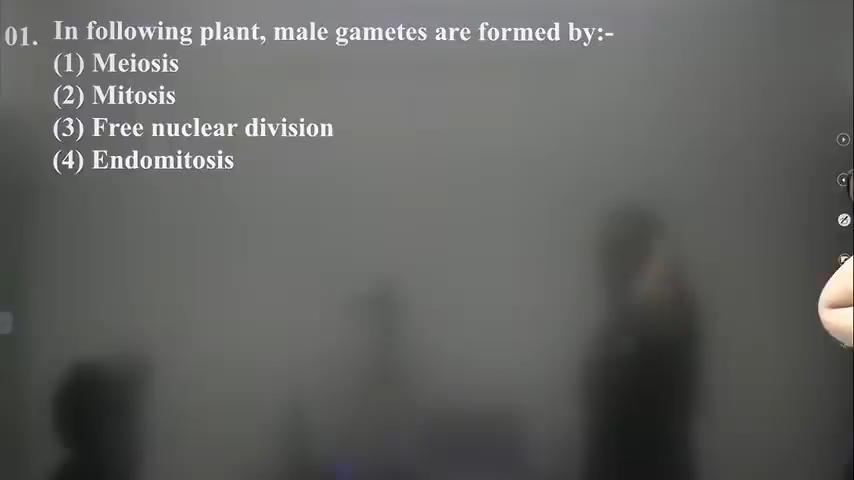 01. In following plant, male gametes are formed by:-
(1) Meiosis
(2) Mitosis
(3) Free nuclear division
(4) Endomitosis